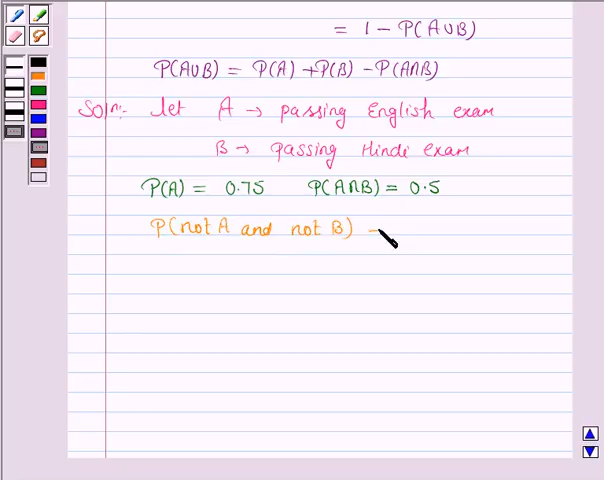 = 1 - P(A∪B)
P(A∪B) = P(A) + P(B) - P(A∩B)
Soln:- let A → passing English exam
B → passing Hindi exam
P(A) = 0.75 P(A∩B) = 0.5
P(not A and not B) -